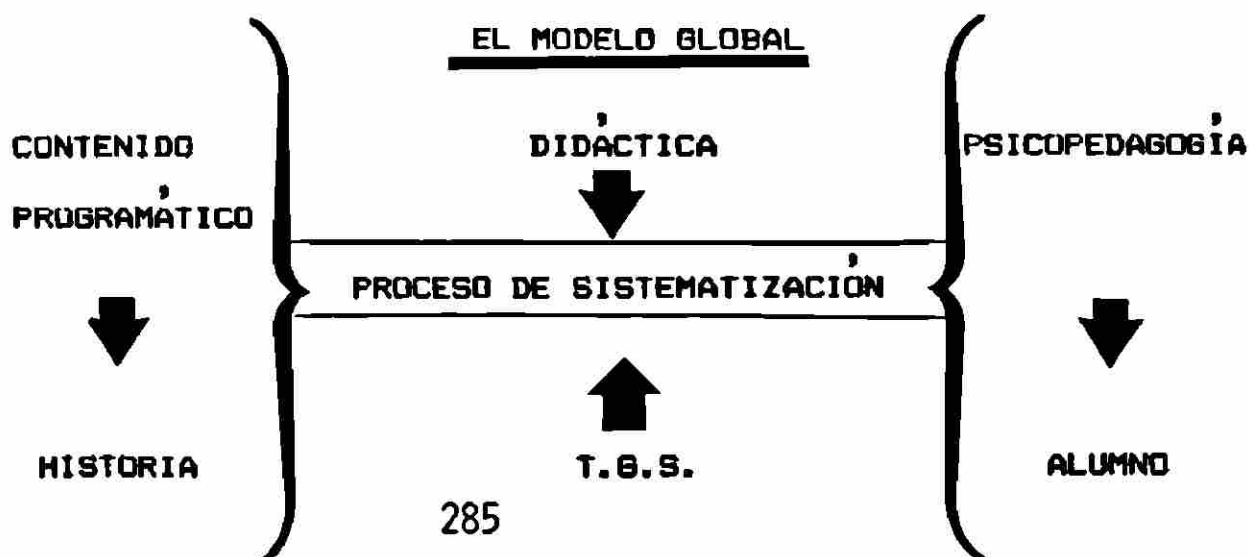 EL MODELO GLOBAL
CONTENIDO
PROGRAMÁTICO
DIDÁCTICA
PSICOPEDAGOGÍA
PROCESO DE SISTEMATIZACIÓN
HISTORIA
T.G.S.
ALUMNO
285